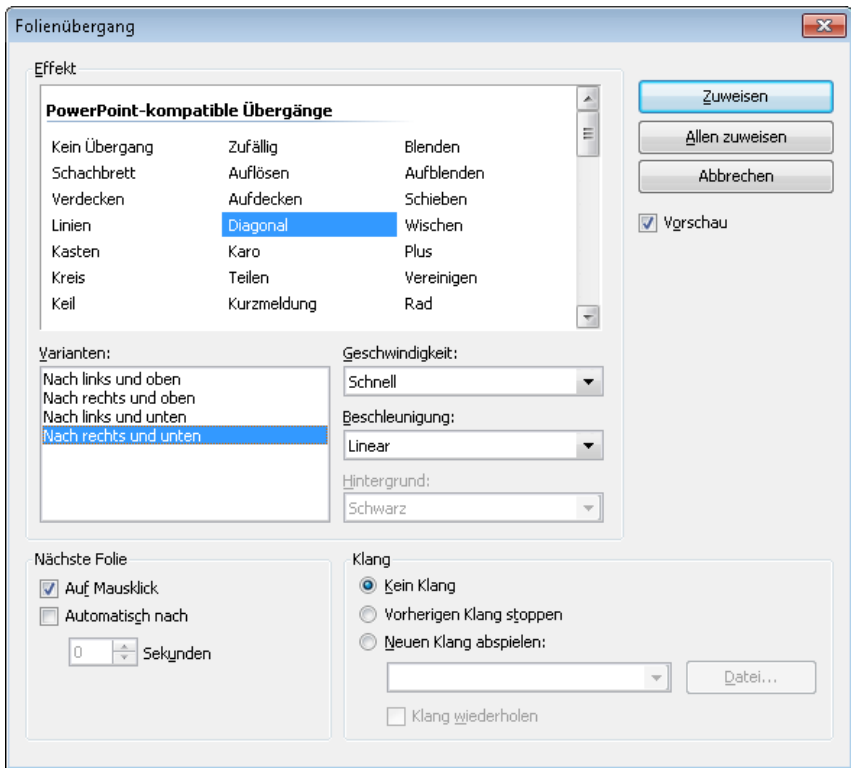 Folienübergang
Effekt
PowerPoint-kompatible Übergänge
Kein Übergang Zufällig Blenden
Schachbrett Auflösen Aufblenden
Verdecken Aufdecken Schieben
Linien Diagonal Wischen
Kasten Karo Plus
Kreis Teilen Vereinigen
Keil Kurzmeldung Rad
Zuweisen
Allen zuweisen
Abbrechen
Vorschau
Varianten:
Nach links und oben
Nach rechts und oben
Nach links und unten
Nach rechts und unten
Geschwindigkeit:
Schnell
Beschleunigung:
Linear
Hintergrund:
Schwarz
Nächste Folie
Auf Mausklick
Automatisch nach
0 Sekunden
Klang
Kein Klang
Vorherigen Klang stoppen
Neuen Klang abspielen:
Datei...
Klang wiederholen